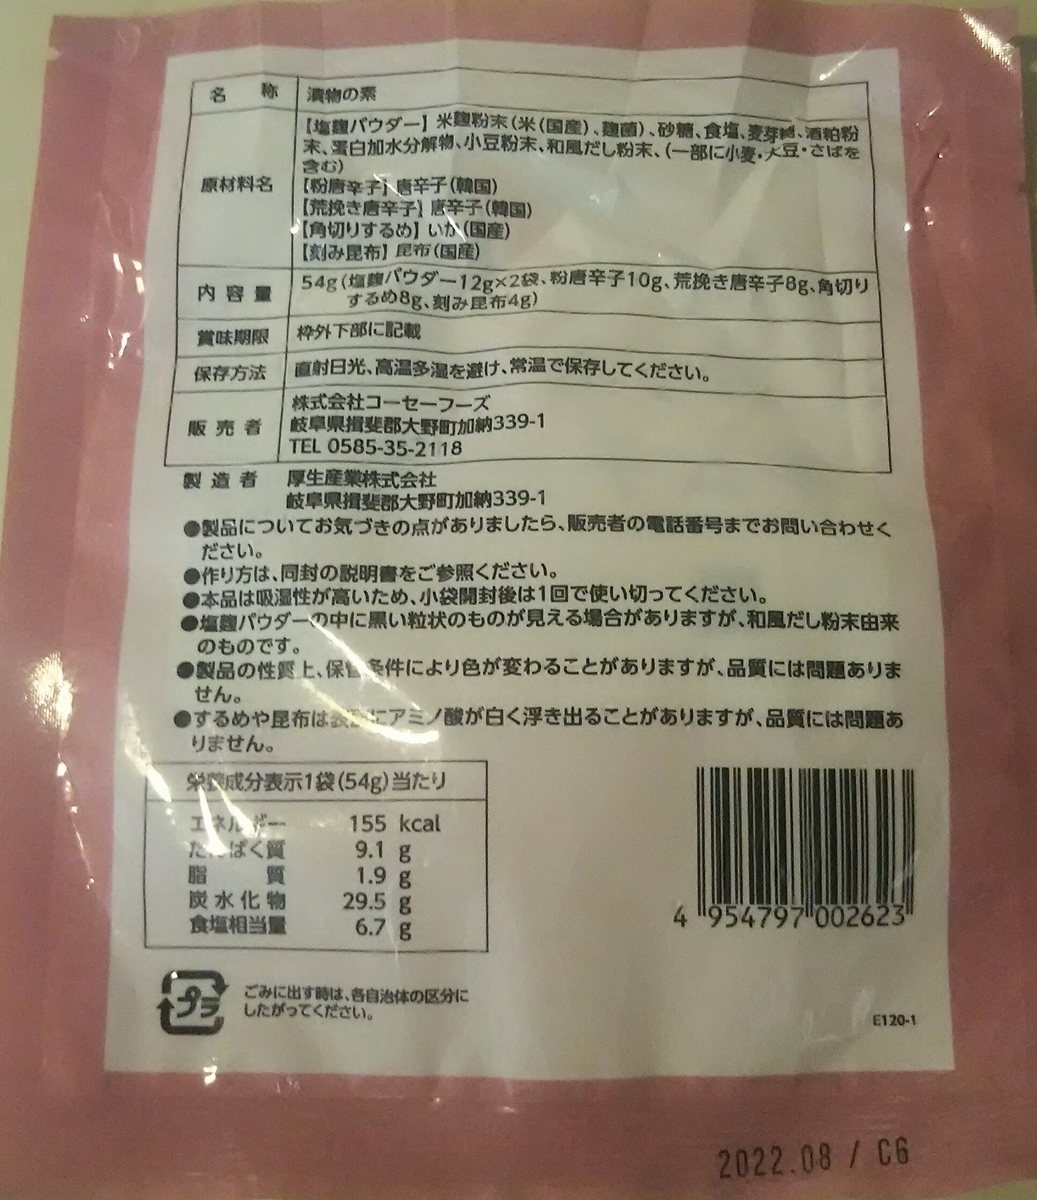 名称 漬物の素
原材料名
【塩麹パウダー】米麹粉末(米(国産)、麹菌)、砂糖、食塩、麦芽糖、酒粕粉
末、蛋白加水分解物、小豆粉末、和風だし粉末、(一部に小麦・大豆・さばを
含む)
【粉唐辛子】唐辛子(韓国)
【荒挽き唐辛子】唐辛子(韓国)
【角切りするめ】いか(国産)
【刻み昆布】昆布(国産)
内容量 54g(塩麹パウダー12g×2袋、粉唐辛子10g、荒挽き唐辛子8g、角切り
するめ8g、刻み昆布4g)
賞味期限 枠外下部に記載
保存方法 直射日光、高温多湿を避け、常温で保存してください。
販売者
株式会社コーセーフーズ
岐阜県揖斐郡大野町加納339-1
TEL 0585-35-2118
製造者 厚生産業株式会社
岐阜県揖斐郡大野町加納339-1
●製品についてお気づきの点がありましたら、販売者の電話番号までお問い合わせく
ださい。
●作り方は、同封の説明書をご参照ください。
●本品は吸湿性が高いため、小袋開封後は1回で使い切ってください。
●塩麹パウダーの中に黒い粒状のものが見える場合がありますが、和風だし粉末由来
のものです。
●製品の性質上、保管条件により色が変わることがありますが、品質には問題ありま
せん。
●するめや昆布は表面にアミノ酸が白く浮き出ることがありますが、品質には問題あ
りません。
栄養成分表示1袋(54g)当たり
エネルギー 155 kcal
たんぱく質 9.1 g
脂質 1.9 g
炭水化物 29.5 g
食塩相当量 6.7 g
4 954797 002623
プラ
ごみに出す時は、各自治体の区分に
したがってください。
E120-1
2022.08 / C6